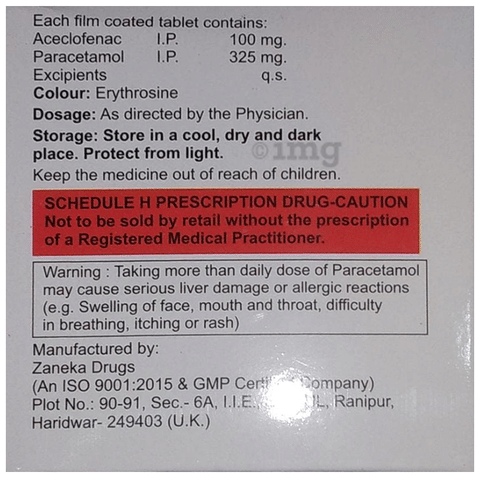 Each film coated tablet contains:
Aceclofenac I.P. 100 mg.
Paracetamol I.P. 325 mg.
Excipients q.s.
Colour: Erythrosine
Dosage: As directed by the Physician.
Storage: Store in a cool, dry and dark
place. Protect from light.
©img
Keep the medicine out of reach of children.
SCHEDULE H PRESCRIPTION DRUG-CAUTION
Not to be sold by retail without the prescription
of a Registered Medical Practitioner.
Warning : Taking more than daily dose of Paracetamol
may cause serious liver damage or allergic reactions
(e.g. Swelling of face, mouth and throat, difficulty
in breathing, itching or rash)
Manufactured by:
Zaneka Drugs
(An ISO 9001:2015 & GMP Company)
Plot No.: 90-91, Sec.- 6A, I.I.E., Ranipur,
Haridwar- 249403 (U.K.)